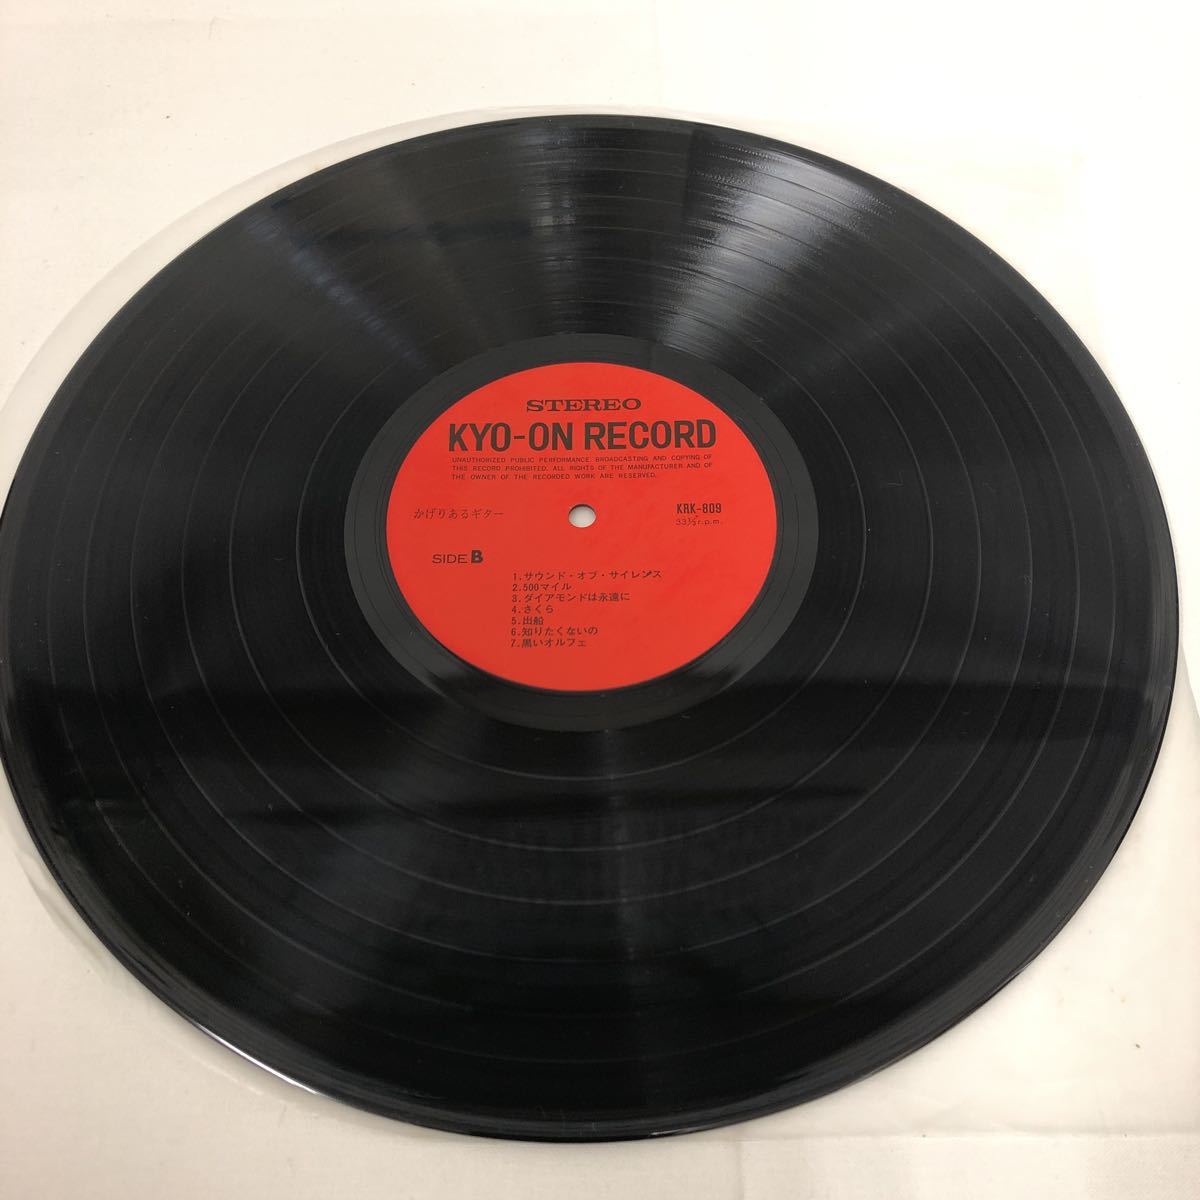 STEREO
KYO-ON RECORD
UNAUTHORIZED PUBLIC PERFORMANCE. BROADCASTING AND COPYING OF
THIS RECORD PROHIBITED. ALL RIGHTS OF THE MANUFACTURER AND OF
THE OWNER OF THE RECORDED WORK ARE RESERVED.
かげりあるギター
KRK-809
33⅓r.p.m.
SIDE B
1.サウンド・オブ・サイレンス
2.500マイル
3.ダイアモンドは永遠に
4.さくら
5.出船
6.知りたくないの
7.黒いオルフェ